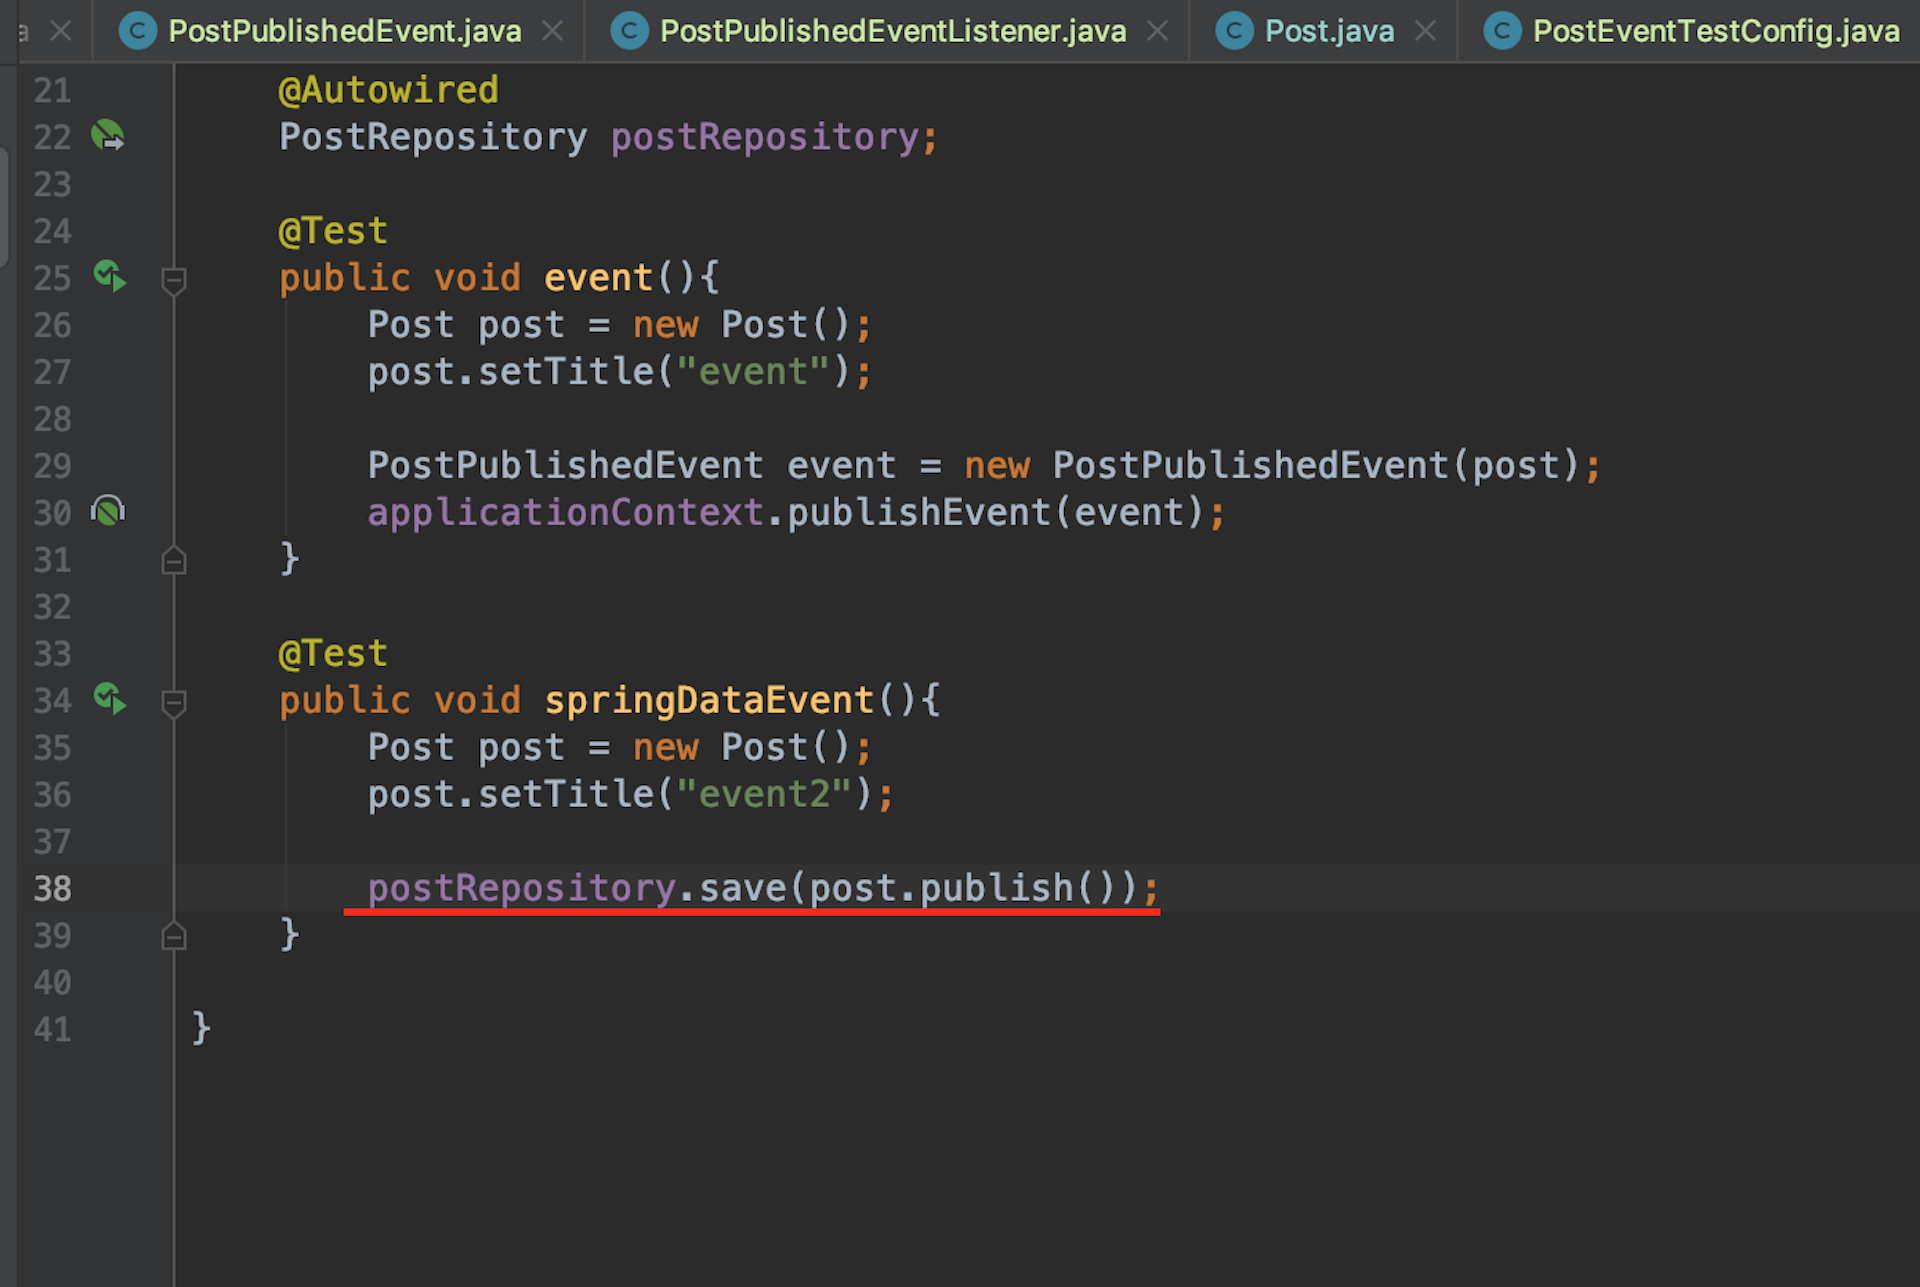 a PostPublishedEvent.java PostPublishedEventListener.java Post.java PostEventTestConfig.java
21 @Autowired
22 PostRepository postRepository;
23
24 @Test
25 public void event(){
26 Post post = new Post();
27 post.setTitle("event");
28
29 PostPublishedEvent event = new PostPublishedEvent(post);
30 applicationContext.publishEvent(event);
31 }
32
33 @Test
34 public void springDataEvent(){
35 Post post = new Post();
36 post.setTitle("event2");
37
38 postRepository.save(post.publish());
39 }
40
41 }